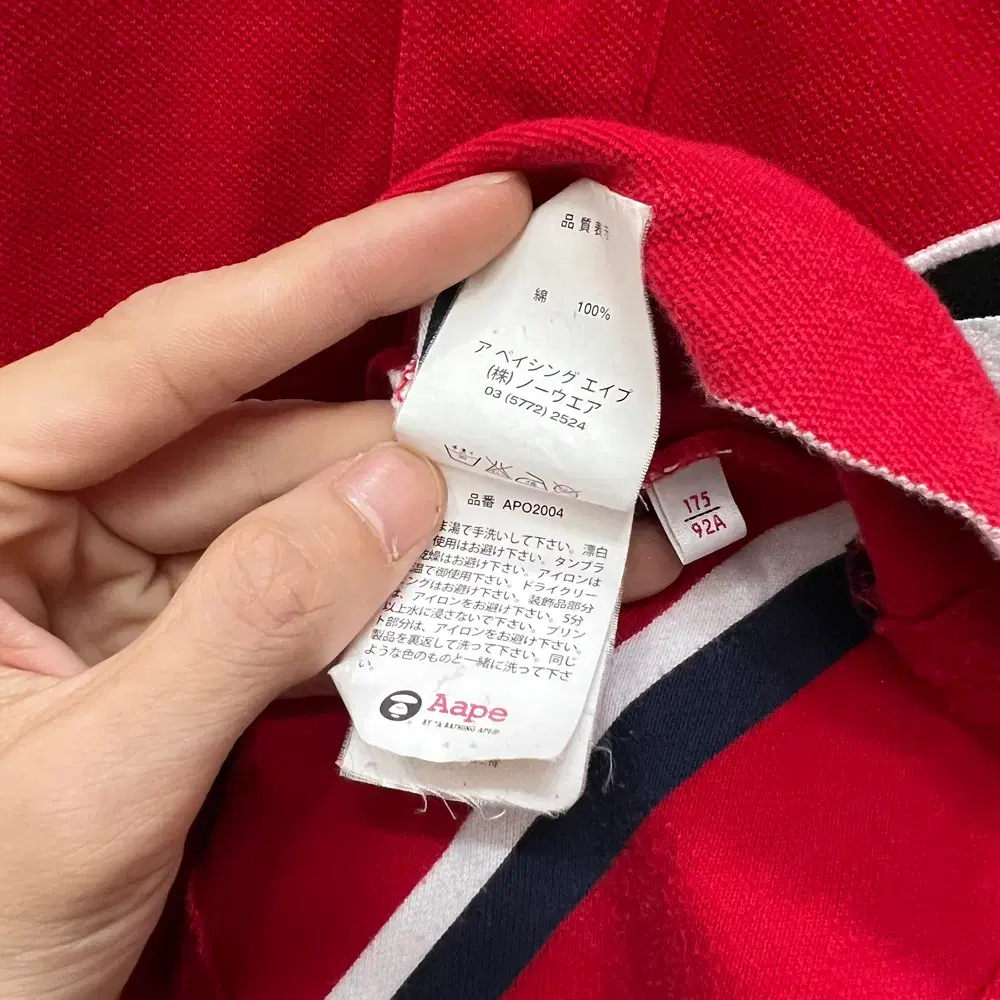 品質表示
綿 100%
ア ベイシング エイプ
(株) ノーウエア
03 (5772) 2524
品番 APO2004
ま湯で手洗いして下さい。漂白
使用はお避け下さい。タンブラ
乾燥はお避け下さい。アイロンは
温で御使用下さい。ドライクリー
ングはお避け下さい。装飾品部分
は、アイロンをお避け下さい。5分
以上水に浸さないで下さい。プリン
ト部分は、アイロンをお避け下さい。
製品を裏返して洗って下さい。同じ
ような色のものと一緒に洗って下さ
い。
Aape
BY *A BATHING APE®
175
92A